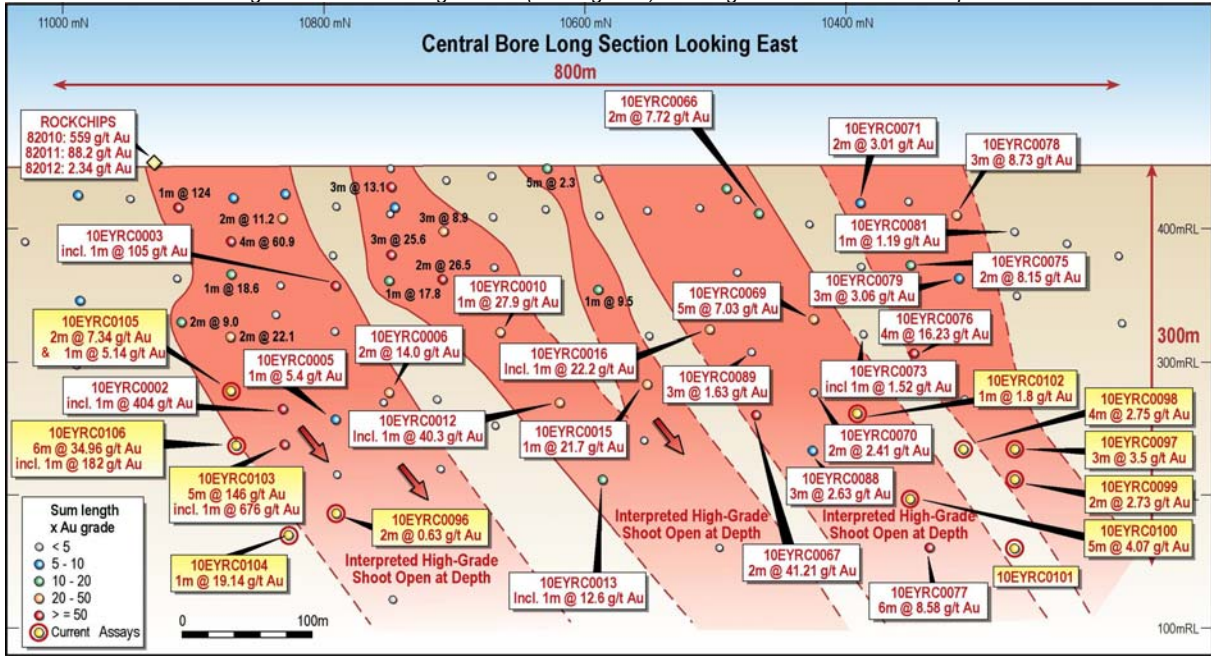 11000 mN
10800 mN
10600 mN
10400 mN
Central Bore Long Section Looking East
800m
ROCKCHIPS
82010: 559 g/t Au
82011: 88.2 g/t Au
82012: 2.34 g/t Au
10EYRC0066
2m @ 7.72 g/t Au
10EYRC0071
2m @ 3.01 g/t Au
10EYRC0078
3m @ 8.73 g/t Au
1m @ 124
3m @ 13.1
5m @ 2.3
2m @ 11.2
3m @ 8.9
4m @ 60.9
3m @ 25.6
2m @ 26.5
1m @ 18.6
1m @ 17.8
1m @ 9.5
2m @ 9.0
2m @ 22.1
400mRL
300mRL
100mRL
300m
10EYRC0003
incl. 1m @ 105 g/t Au
10EYRC0081
1m @ 1.19 g/t Au
10EYRC0075
2m @ 8.15 g/t Au
10EYRC0079
3m @ 3.06 g/t Au
10EYRC0010
1m @ 27.9 g/t Au
10EYRC0069
5m @ 7.03 g/t Au
10EYRC0076
4m @ 16.23 g/t Au
10EYRC0105
2m @ 7.34 g/t Au
& 1m @ 5.14 g/t Au
10EYRC0005
1m @ 5.4 g/t Au
10EYRC0006
2m @ 14.0 g/t Au
10EYRC0016
Incl. 1m @ 22.2 g/t Au
10EYRC0089
3m @ 1.63 g/t Au
10EYRC0073
incl 1m @ 1.52 g/t Au
10EYRC0102
1m @ 1.8 g/t Au
10EYRC0098
4m @ 2.75 g/t Au
10EYRC0002
incl. 1m @ 404 g/t Au
10EYRC0012
Incl. 1m @ 40.3 g/t Au
10EYRC0015
1m @ 21.7 g/t Au
10EYRC0070
2m @ 2.41 g/t Au
10EYRC0097
3m @ 3.5 g/t Au
10EYRC0106
6m @ 34.96 g/t Au
incl. 1m @ 182 g/t Au
10EYRC0103
5m @ 146 g/t Au
incl. 1m @ 676 g/t Au
10EYRC0088
3m @ 2.63 g/t Au
10EYRC0099
2m @ 2.73 g/t Au
10EYRC0096
2m @ 0.63 g/t Au
10EYRC0100
5m @ 4.07 g/t Au
10EYRC0104
1m @ 19.14 g/t Au
Interpreted High-Grade
Shoot Open at Depth
Interpreted High-Grade
Shoot Open at Depth
Interpreted High-Grade
Shoot Open at Depth
10EYRC0013
Incl. 1m @ 12.6 g/t Au
10EYRC0067
2m @ 41.21 g/t Au
10EYRC0077
6m @ 8.58 g/t Au
10EYRC0101
Sum length
x Au grade
< 5
5 - 10
10 - 20
20 - 50
> = 50
Current Assays
0
100m